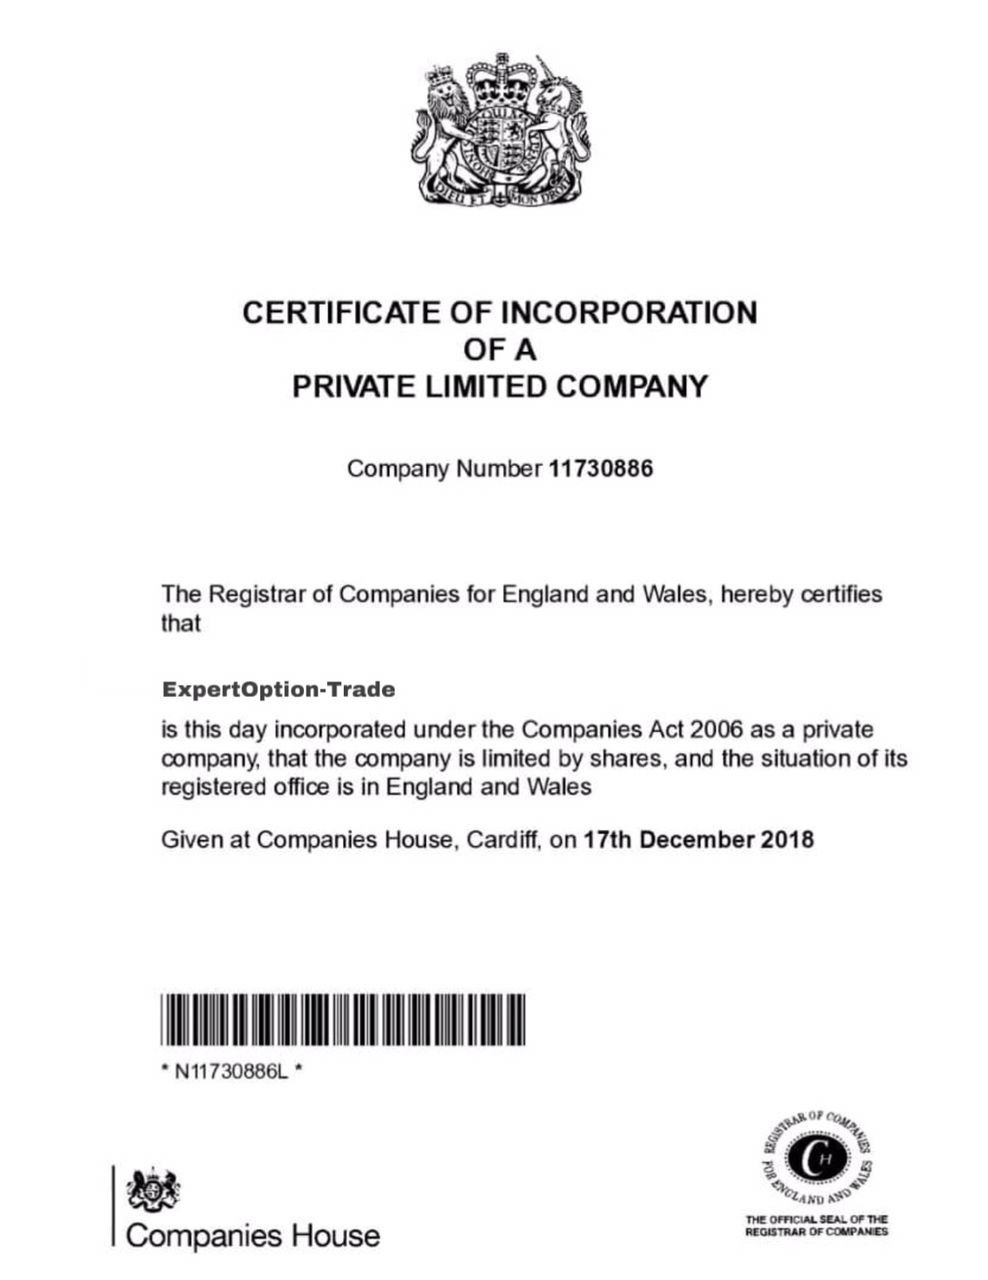 DIEU ET MON DROIT
CERTIFICATE OF INCORPORATION
OF A
PRIVATE LIMITED COMPANY
Company Number 11730886
The Registrar of Companies for England and Wales, hereby certifies
that
ExpertOption-Trade
is this day incorporated under the Companies Act 2006 as a private
company, that the company is limited by shares, and the situation of its
registered office is in England and Wales
Given at Companies House, Cardiff, on 17th December 2018
* N11730886L *
REGISTRAR OF COMPANIES
FOR ENGLAND AND WALES
CH
Companies House
THE OFFICIAL SEAL OF THE
REGISTRAR OF COMPANIES